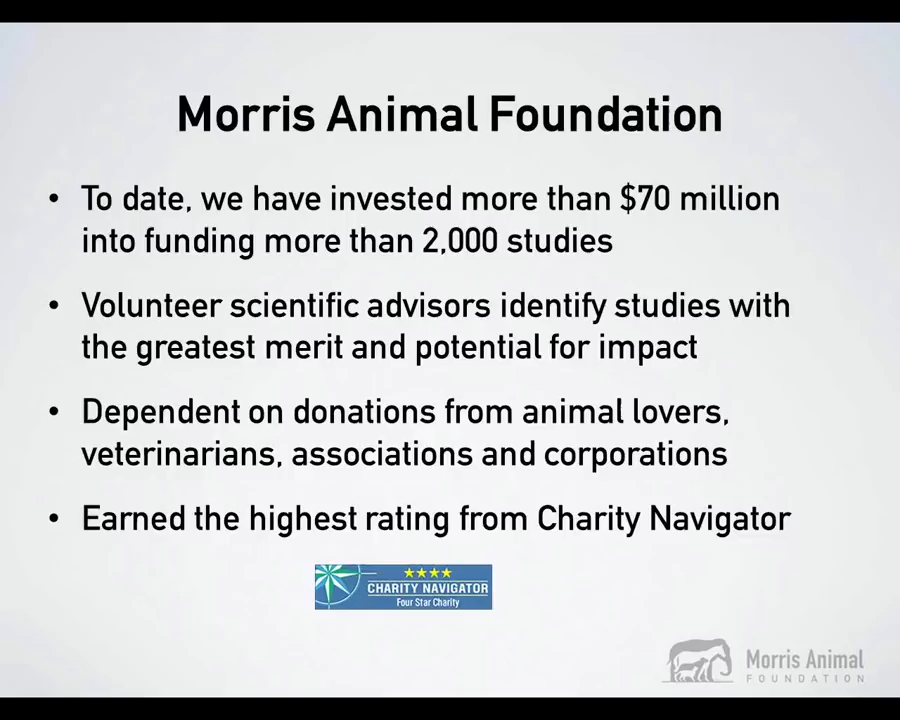 Morris Animal Foundation
• To date, we have invested more than $70 million
into funding more than 2,000 studies
• Volunteer scientific advisors identify studies with
the greatest merit and potential for impact
• Dependent on donations from animal lovers,
veterinarians, associations and corporations
• Earned the highest rating from Charity Navigator
CHARITY NAVIGATOR
Four Star Charity
Morris Animal
FOUNDATION